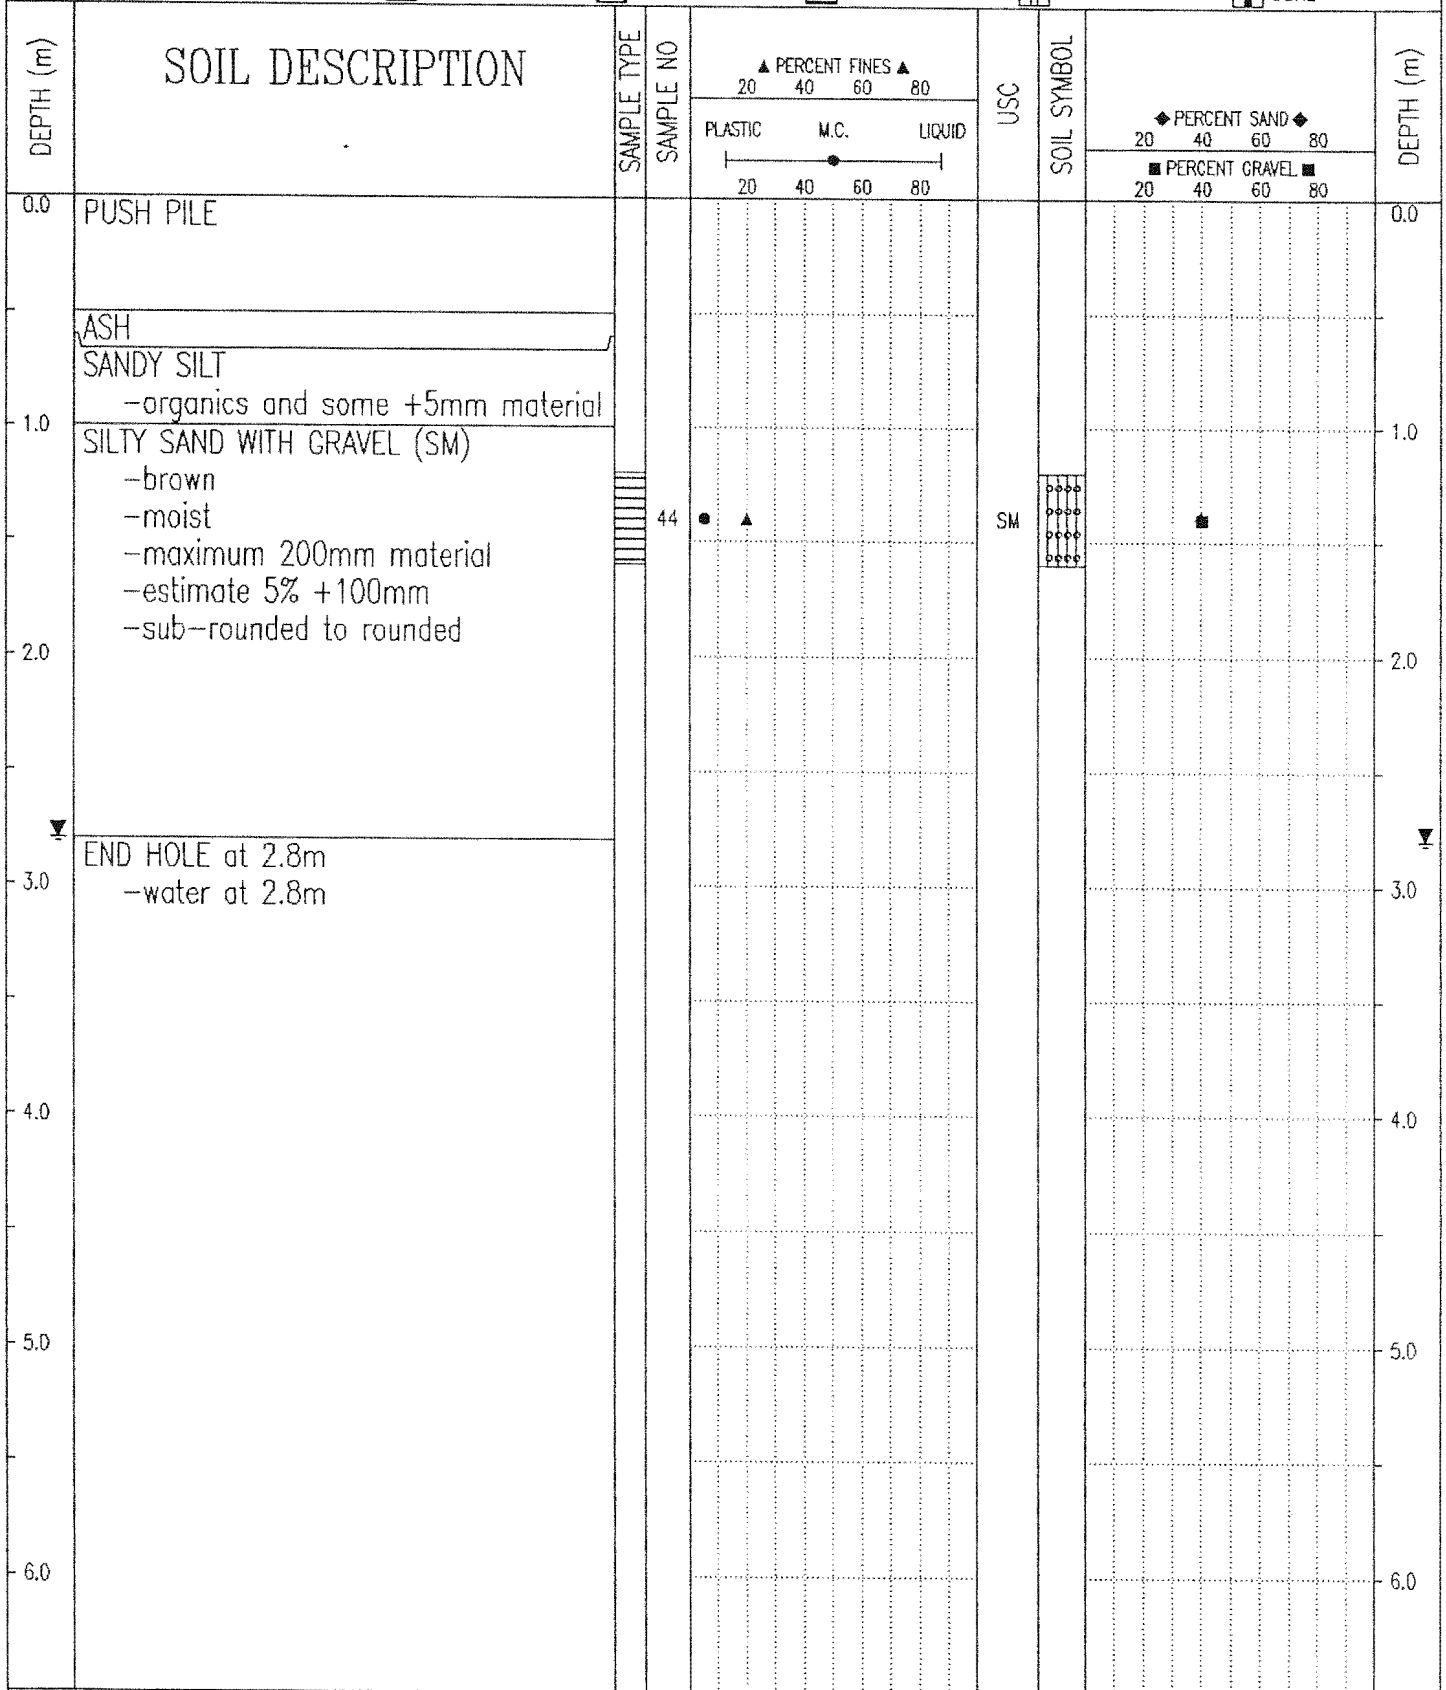 DEPTH (m)
SOIL DESCRIPTION
SAMPLE TYPE
SAMPLE NO
▲ PERCENT FINES ▲
20 40 60 80
PLASTIC M.C. LIQUID
20 40 60 80
USC
SOIL SYMBOL
◆ PERCENT SAND ◆
20 40 60 80
■ PERCENT GRAVEL ■
20 40 60 80
DEPTH (m)
0.0 PUSH PILE 0.0
ASH
SANDY SILT
-organics and some +5mm material
1.0 1.0
SILTY SAND WITH GRAVEL (SM)
-brown
-moist 44 SM
-maximum 200mm material
-estimate 5% +100mm
-sub-rounded to rounded
2.0 2.0
END HOLE at 2.8m
3.0 3.0
-water at 2.8m
4.0 4.0
5.0 5.0
6.0 6.0